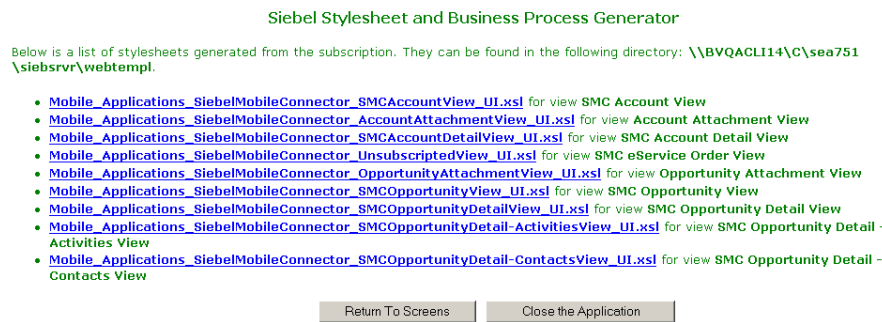 Siebel Stylesheet and Business Process Generator
Below is a list of stylesheets generated from the subscription. They can be found in the following directory: \\BVQACLI14\C\sea751
\siebsrvr\webtempl.
Mobile_Applications_SiebelMobileConnector_SMCAccountView_UI.xsl for view SMC Account View
Mobile_Applications_SiebelMobileConnector_AccountAttachmentView_UI.xsl for view Account Attachment View
Mobile_Applications_SiebelMobileConnector_SMCAccountDetailView_UI.xsl for view SMC Account Detail View
Mobile_Applications_SiebelMobileConnector_UnsubscriptedView_UI.xsl for view SMC eService Order View
Mobile_Applications_SiebelMobileConnector_OpportunityAttachmentView_UI.xsl for view Opportunity Attachment View
Mobile_Applications_SiebelMobileConnector_SMCOpportunityView_UI.xsl for view SMC Opportunity View
Mobile_Applications_SiebelMobileConnector_SMCOpportunityDetailView_UI.xsl for view SMC Opportunity Detail View
Mobile_Applications_SiebelMobileConnector_SMCOpportunityDetail-ActivitiesView_UI.xsl for view SMC Opportunity Detail -
Activities View
Mobile_Applications_SiebelMobileConnector_SMCOpportunityDetail-ContactsView_UI.xsl for view SMC Opportunity Detail -
Contacts View
Return To Screens Close the Application